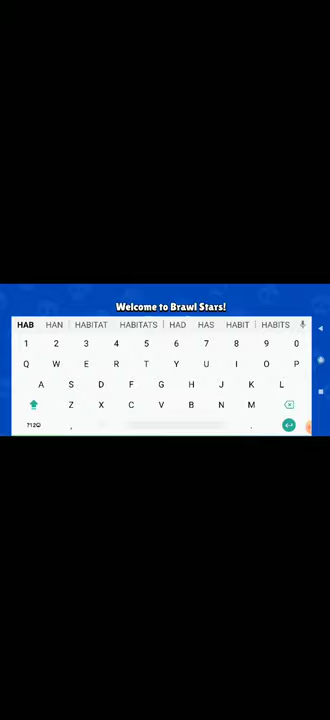 Welcome to Brawl Stars!
HAB HAN HABITAT HABITATS HAD HAS HABIT HABITS
1 2 3 4 5 6 7 8 9 0
Q W E R T Y U I O P
A S D F G H J K L
Z X C V B N M
?12☺ , .